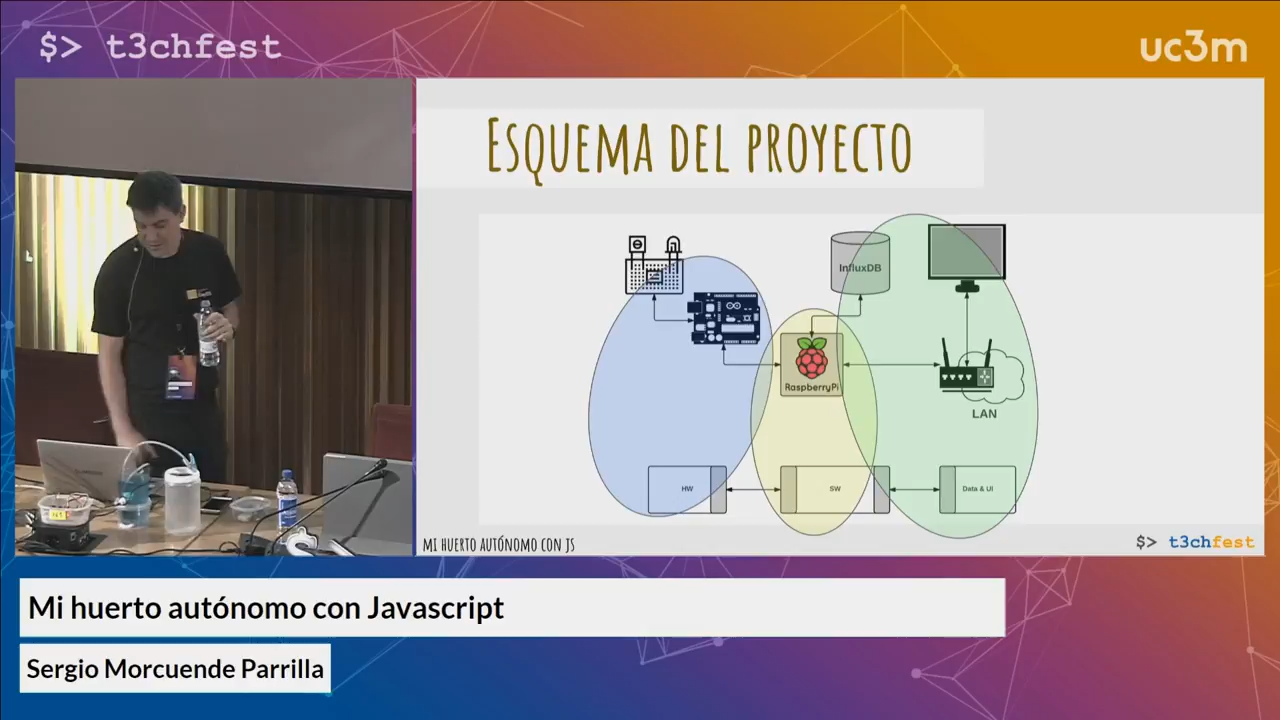 $> t3chfest
uc3m
Esquema del proyecto
InfluxDB
RaspberryPi
LAN
HW
SW
Data & UI
Mi huerto autónomo con JS
$> t3chfest
Mi huerto autónomo con Javascript
Sergio Morcuende Parrilla